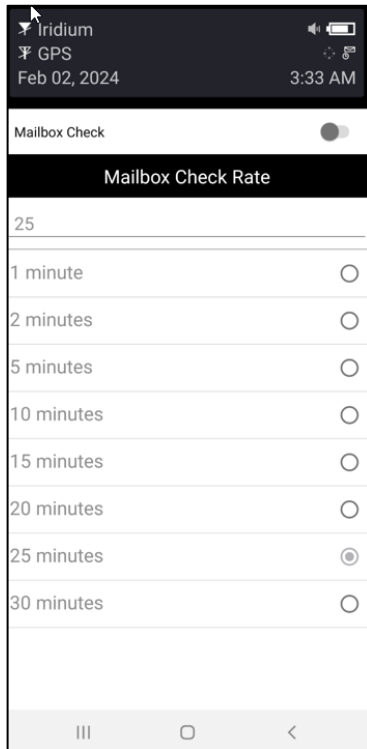 Iridium
GPS
Feb 02, 2024
3:33 AM
Mailbox Check
Mailbox Check Rate
25
1 minute
2 minutes
5 minutes
10 minutes
15 minutes
20 minutes
25 minutes
30 minutes